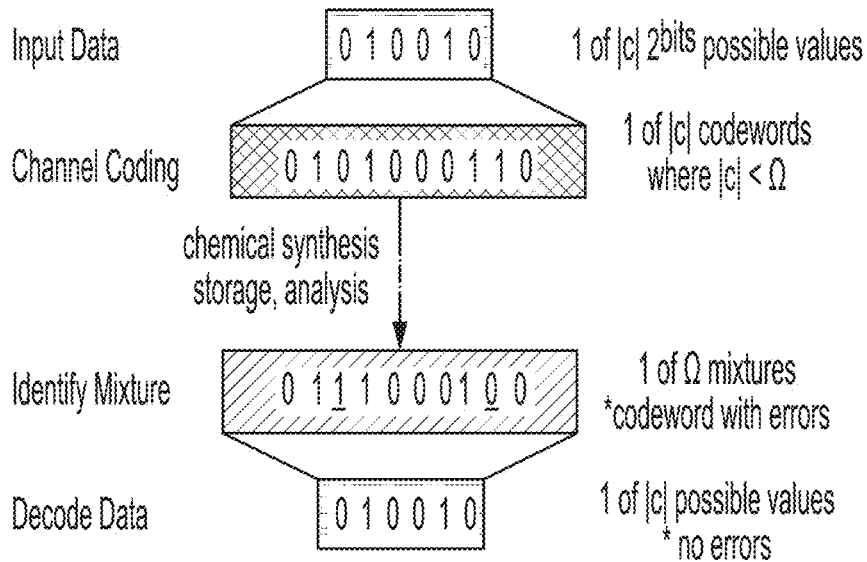 Input Data
0 1 0 0 1 0
1 of |c| 2bits possible values
Channel Coding
0 1 0 1 0 0 0 1 1 0
1 of |c| codewords
where |c| < Ω
chemical synthesis
storage, analysis
Identify Mixture
0 1 1 1 0 0 0 1 0 0
1 of Ω mixtures
*codeword with errors
Decode Data
0 1 0 0 1 0
1 of |c| possible values
* no errors